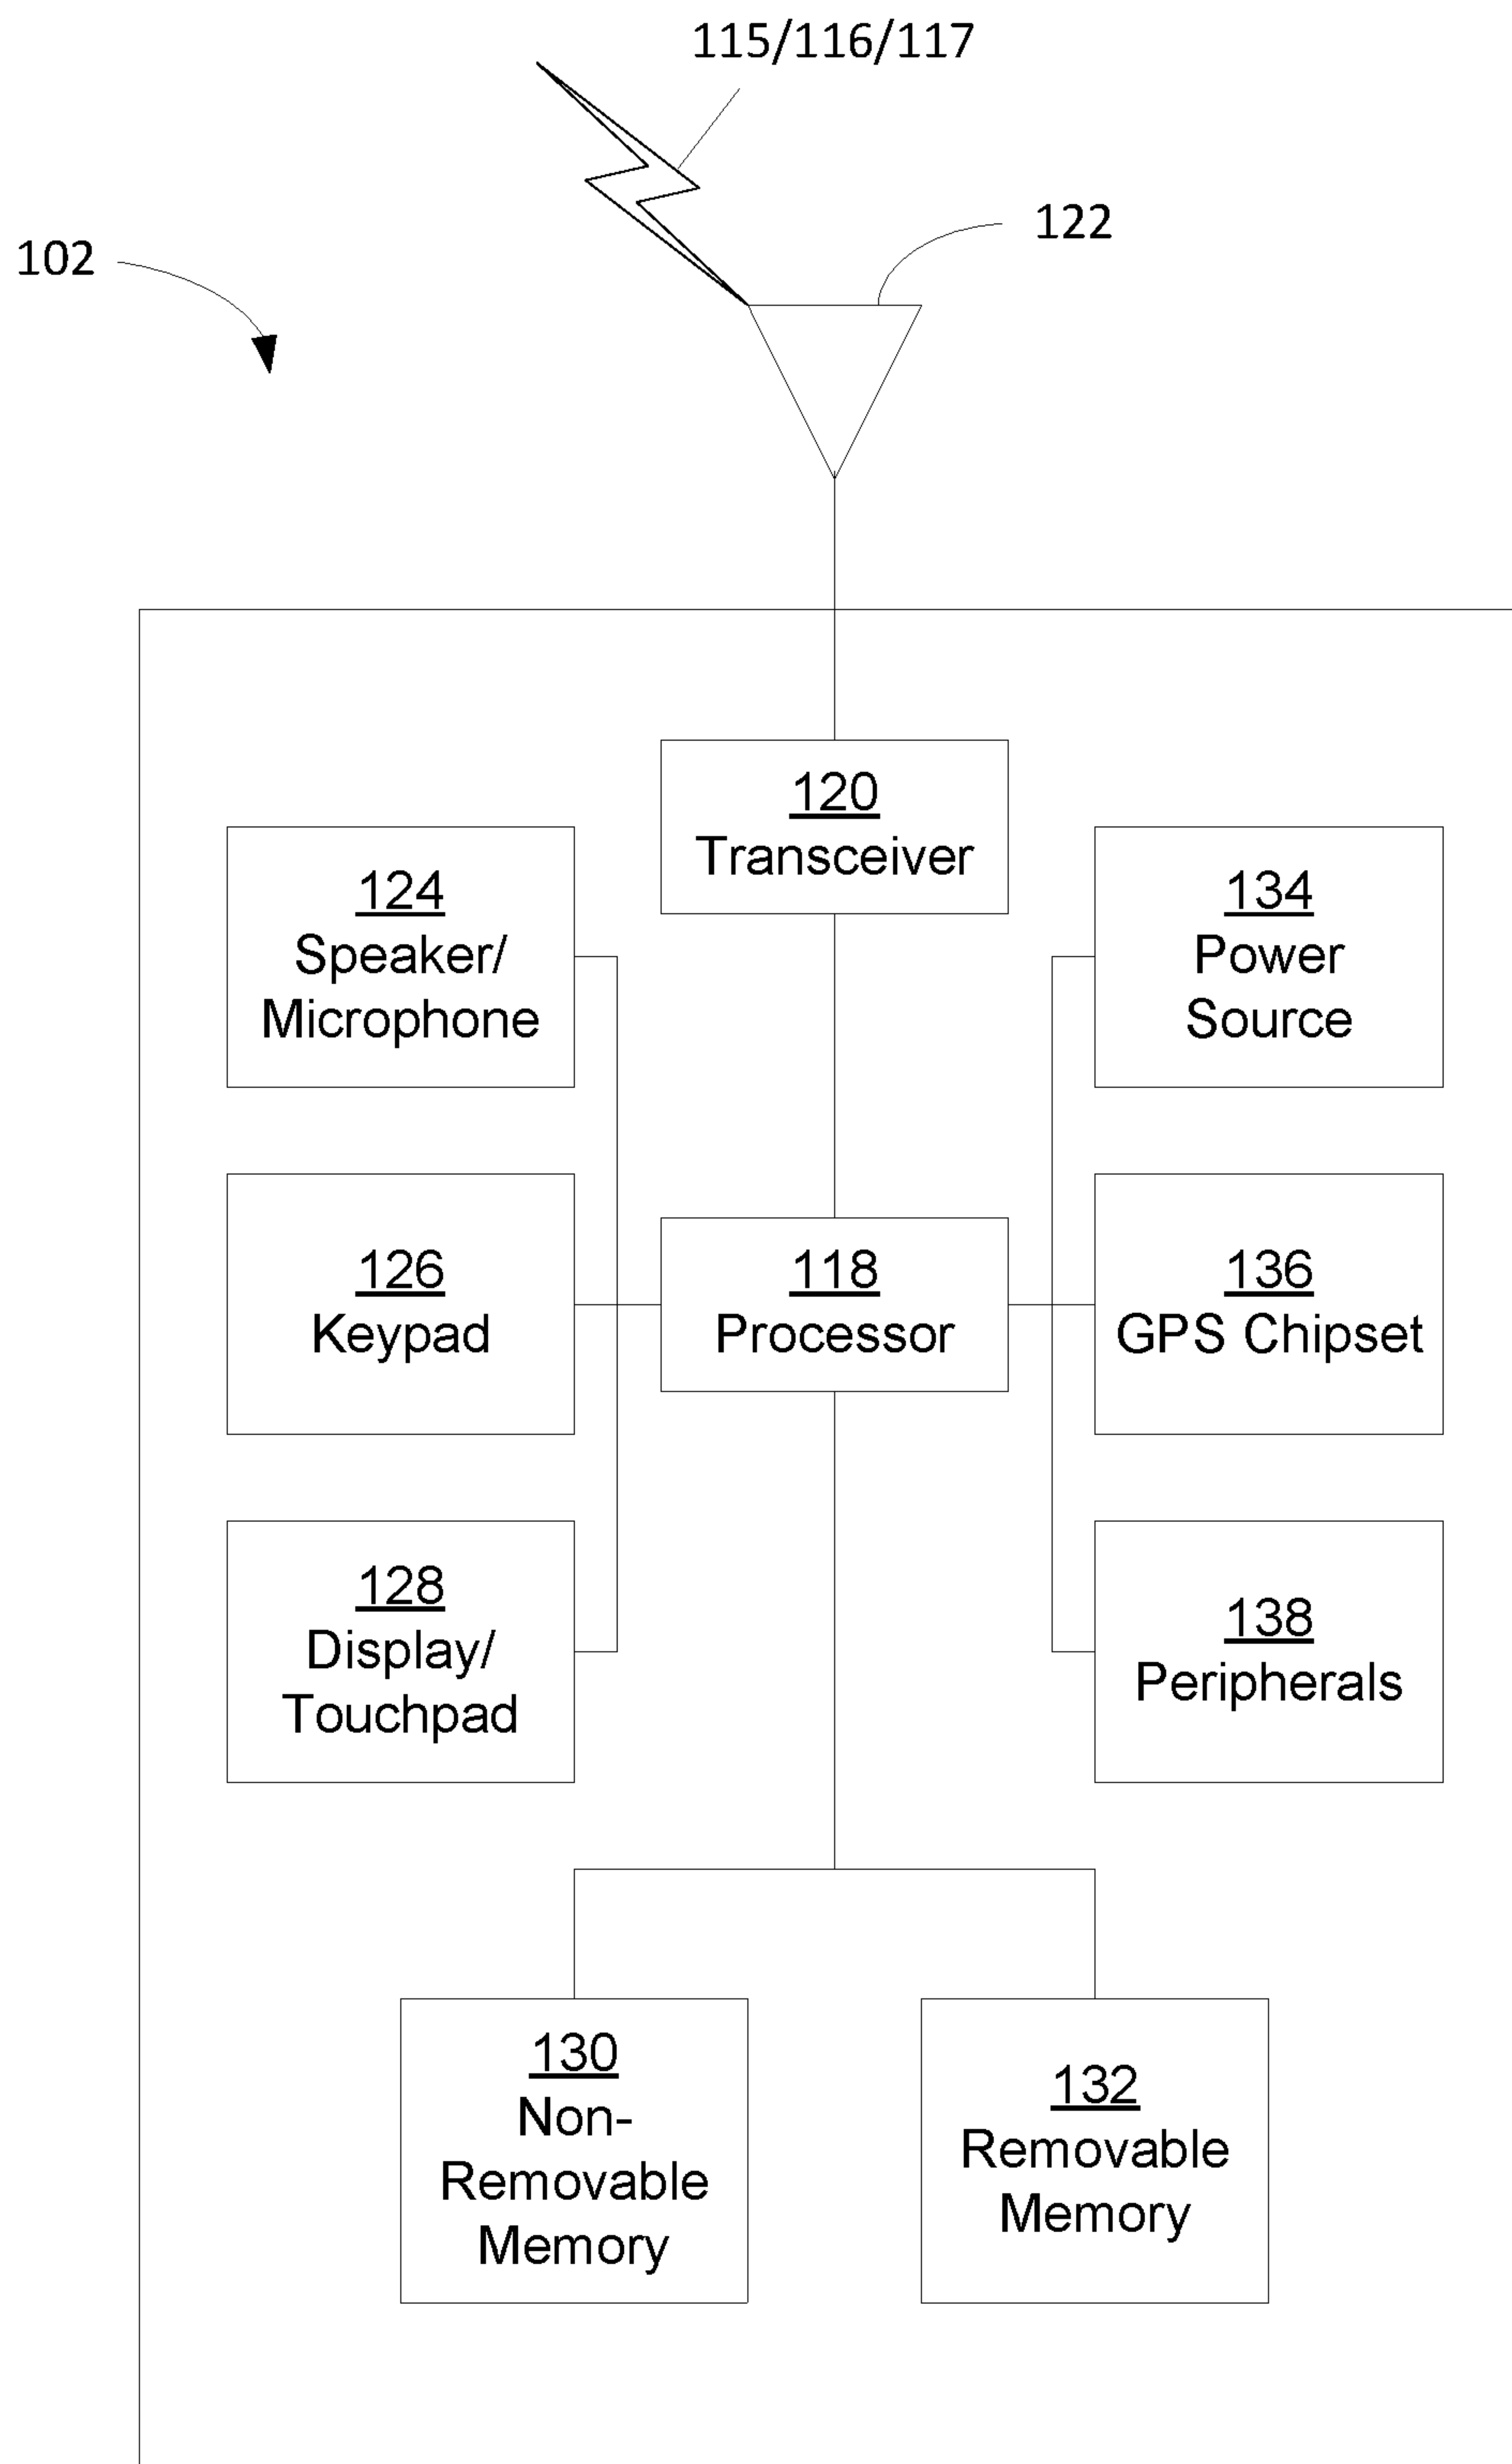 115/116/117
122
102
120
Transceiver
124
Speaker/
Microphone
134
Power
Source
126
Keypad
118
Processor
136
GPS Chipset
128
Display/
Touchpad
138
Peripherals
130
Non-
Removable
Memory
132
Removable
Memory